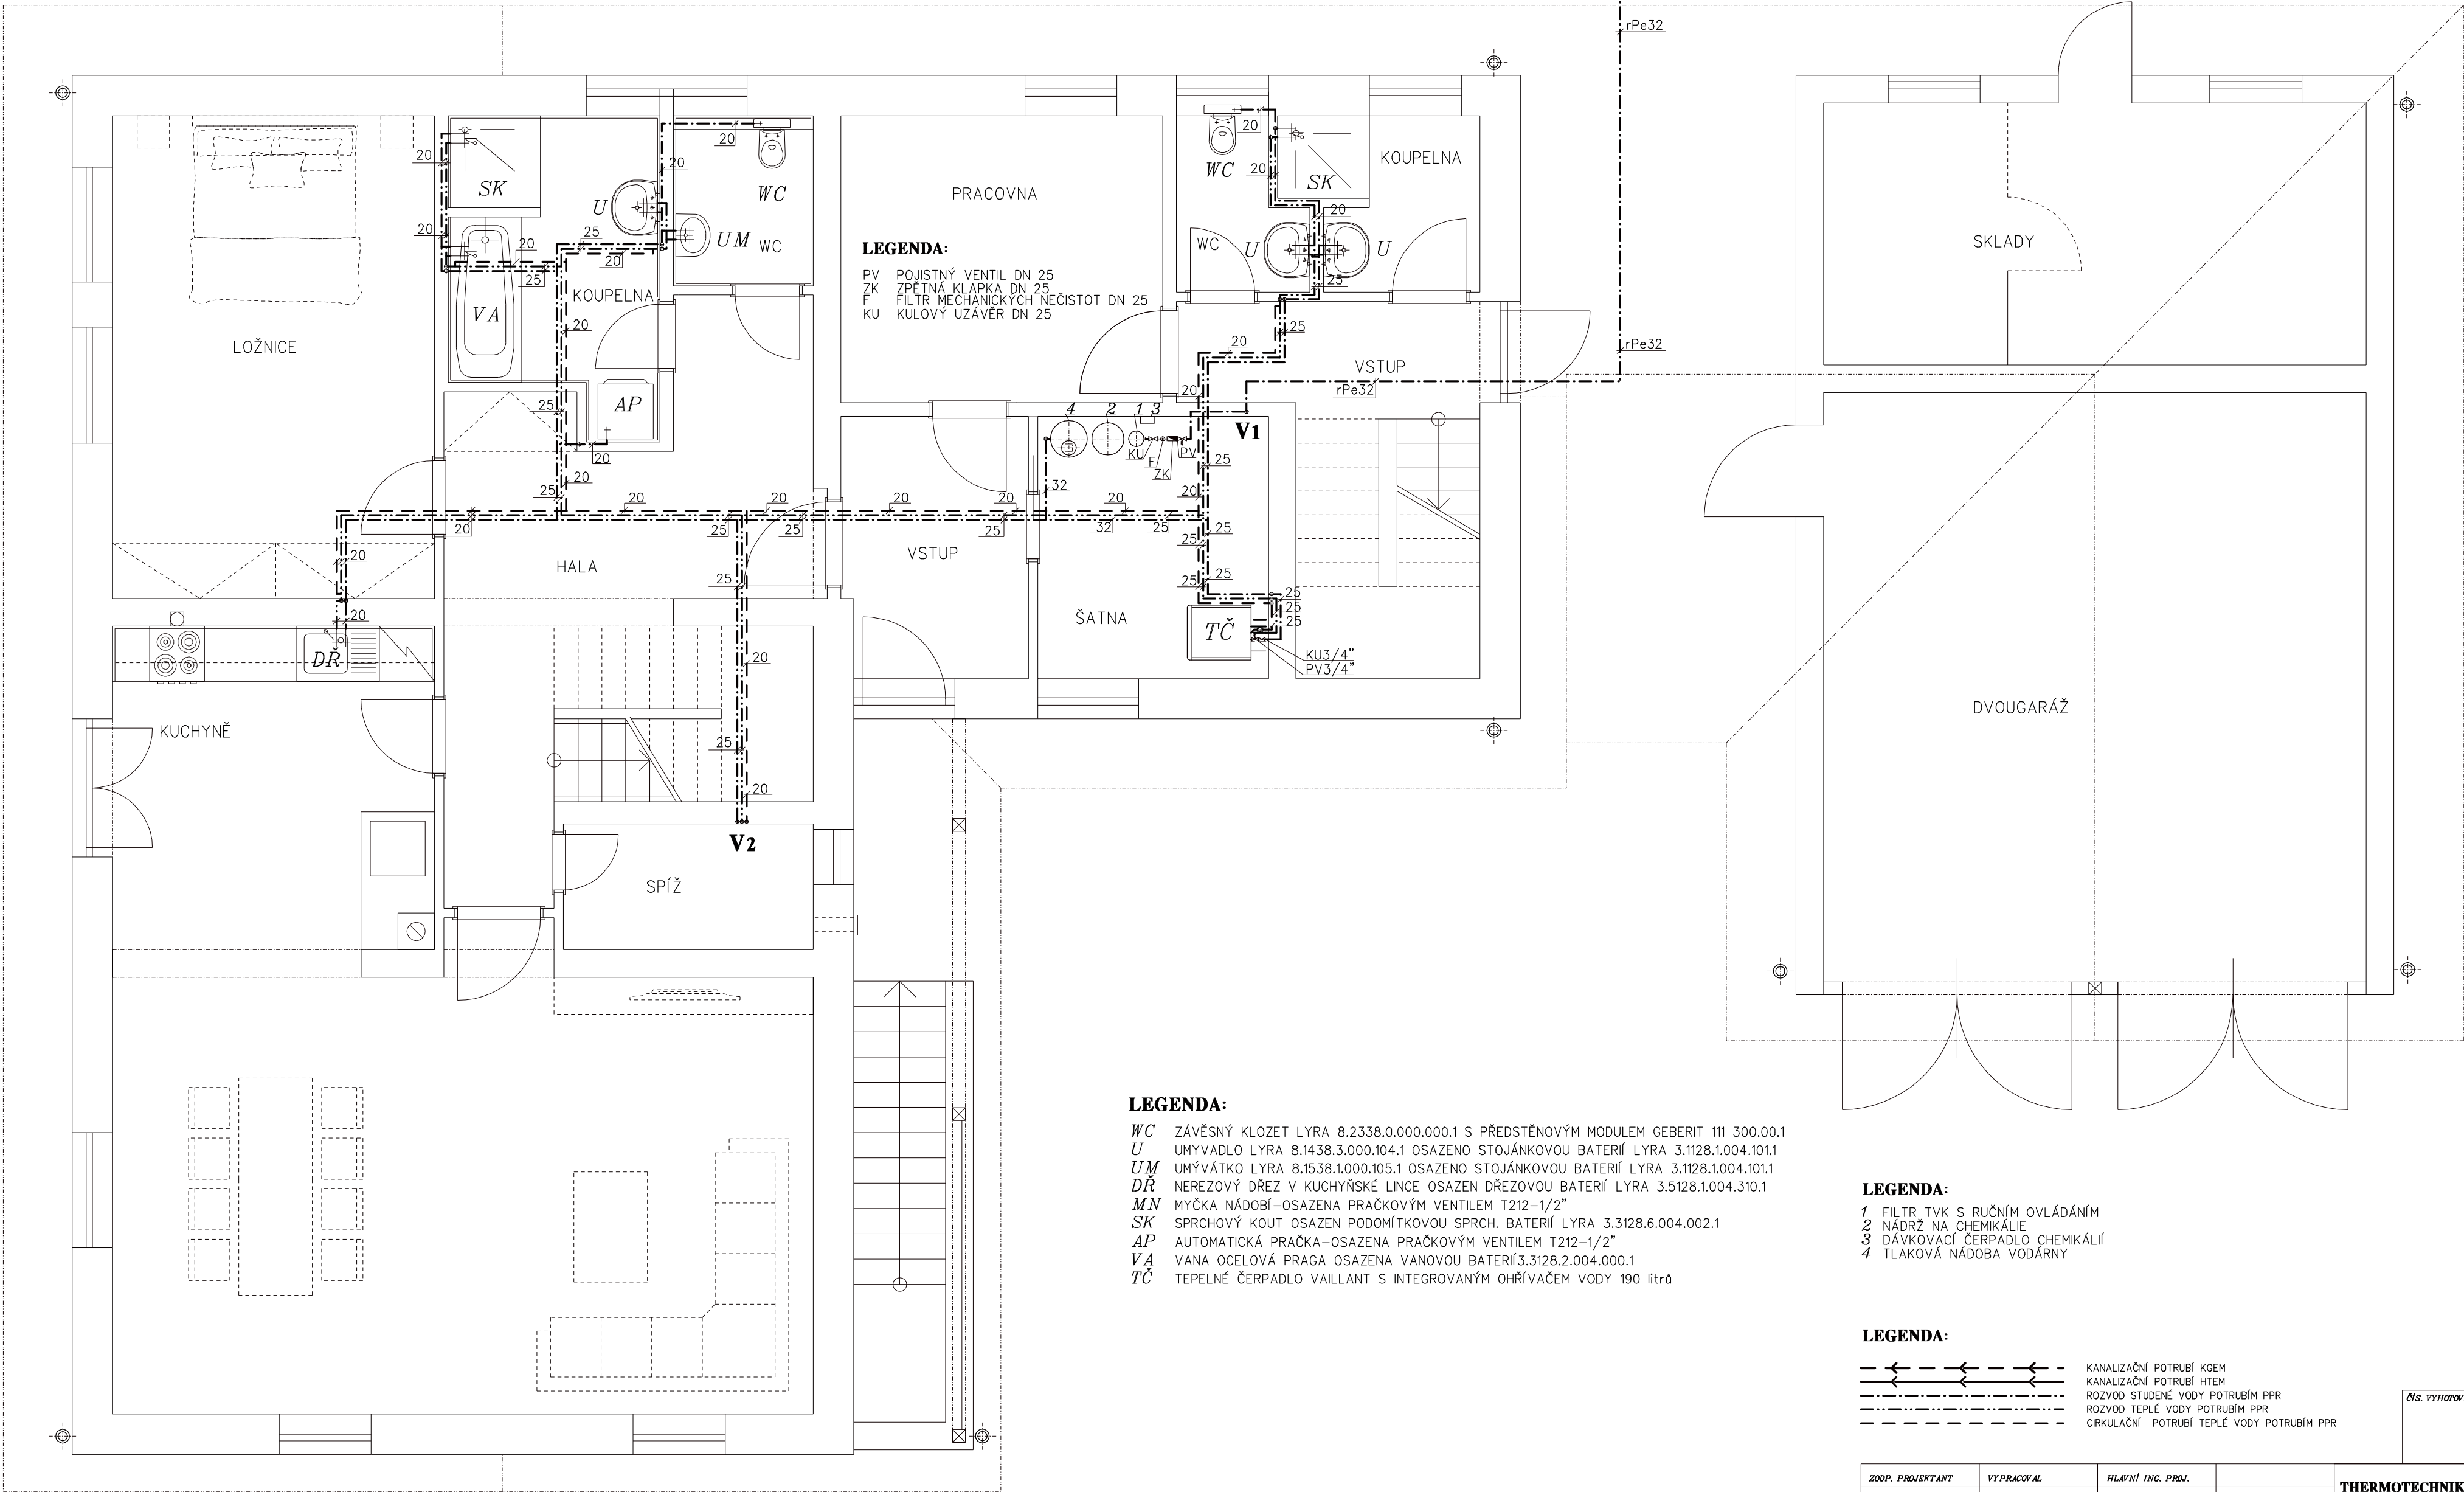 rPe32
20
WC
20
KOUPELNA
20
SK
WC
20
20
WC
20
SK
PRACOVNA
U
20
20
25
UM
WC
20
20
25
LEGENDA:
PV POJISTNÝ VENTIL DN 25
ZK ZPĚTNÁ KLAPKA DN 25
F FILTR MECHANICKÝCH NEČISTOT DN 25
KU KULOVÝ UZÁVĚR DN 25
WC
U
U
25
SKLADY
KOUPELNA
VA
20
25
LOŽNICE
20
rPe32
VSTUP
rPe32
20
25
AP
4
2
1
3
V1
KU
F
ZK
PV
20
25
20
25
32
20
20
20
20
20
20
20
25
25
25
32
25
25
25
25
25
20
25
HALA
VSTUP
20
ŠATNA
TČ
25
25
25
DŘ
KU3/4"
PV3/4"
20
KUCHYNĚ
25
DVOUGARÁŽ
20
V2
SPÍŽ
LEGENDA:
WC ZÁVĚSNÝ KLOZET LYRA 8.2338.0.000.000.1 S PŘEDSTĚNOVÝM MODULEM GEBERIT 111 300.00.1
U UMYVADLO LYRA 8.1438.3.000.104.1 OSAZENO STOJÁNKOVOU BATERIÍ LYRA 3.1128.1.004.101.1
UM UMÝVÁTKO LYRA 8.1538.1.000.105.1 OSAZENO STOJÁNKOVOU BATERIÍ LYRA 3.1128.1.004.101.1
DŘ NEREZOVÝ DŘEZ V KUCHYŇSKÉ LINCE OSAZEN DŘEZOVOU BATERIÍ LYRA 3.5128.1.004.310.1
MN MYČKA NÁDOBÍ-OSAZENA PRAČKOVÝM VENTILEM T212-1/2"
SK SPRCHOVÝ KOUT OSAZEN PODOMÍTKOVOU SPRCH. BATERIÍ LYRA 3.3128.6.004.002.1
AP AUTOMATICKÁ PRAČKA-OSAZENA PRAČKOVÝM VENTILEM T212-1/2"
VA VANA OCELOVÁ PRAGA OSAZENA VANOVOU BATERIÍ3.3128.2.004.000.1
TČ TEPELNÉ ČERPADLO VAILLANT S INTEGROVANÝM OHŘÍVAČEM VODY 190 litrů
LEGENDA:
1 FILTR TVK S RUČNÍM OVLÁDÁNÍM
2 NÁDRŽ NA CHEMIKÁLIE
3 DÁVKOVACÍ ČERPADLO CHEMIKÁLIÍ
4 TLAKOVÁ NÁDOBA VODÁRNY
LEGENDA:
KANALIZAČNÍ POTRUBÍ KGEM
KANALIZAČNÍ POTRUBÍ HTEM
ROZVOD STUDENÉ VODY POTRUBÍM PPR
ROZVOD TEPLÉ VODY POTRUBÍM PPR
CIRKULAČNÍ POTRUBÍ TEPLÉ VODY POTRUBÍM PPR
ČÍS. VYHOTOV
ZODP. PROJEKTANT
VYPRACOVAL
HLAVNÍ ING. PROJ.
THERMOTECHNIK